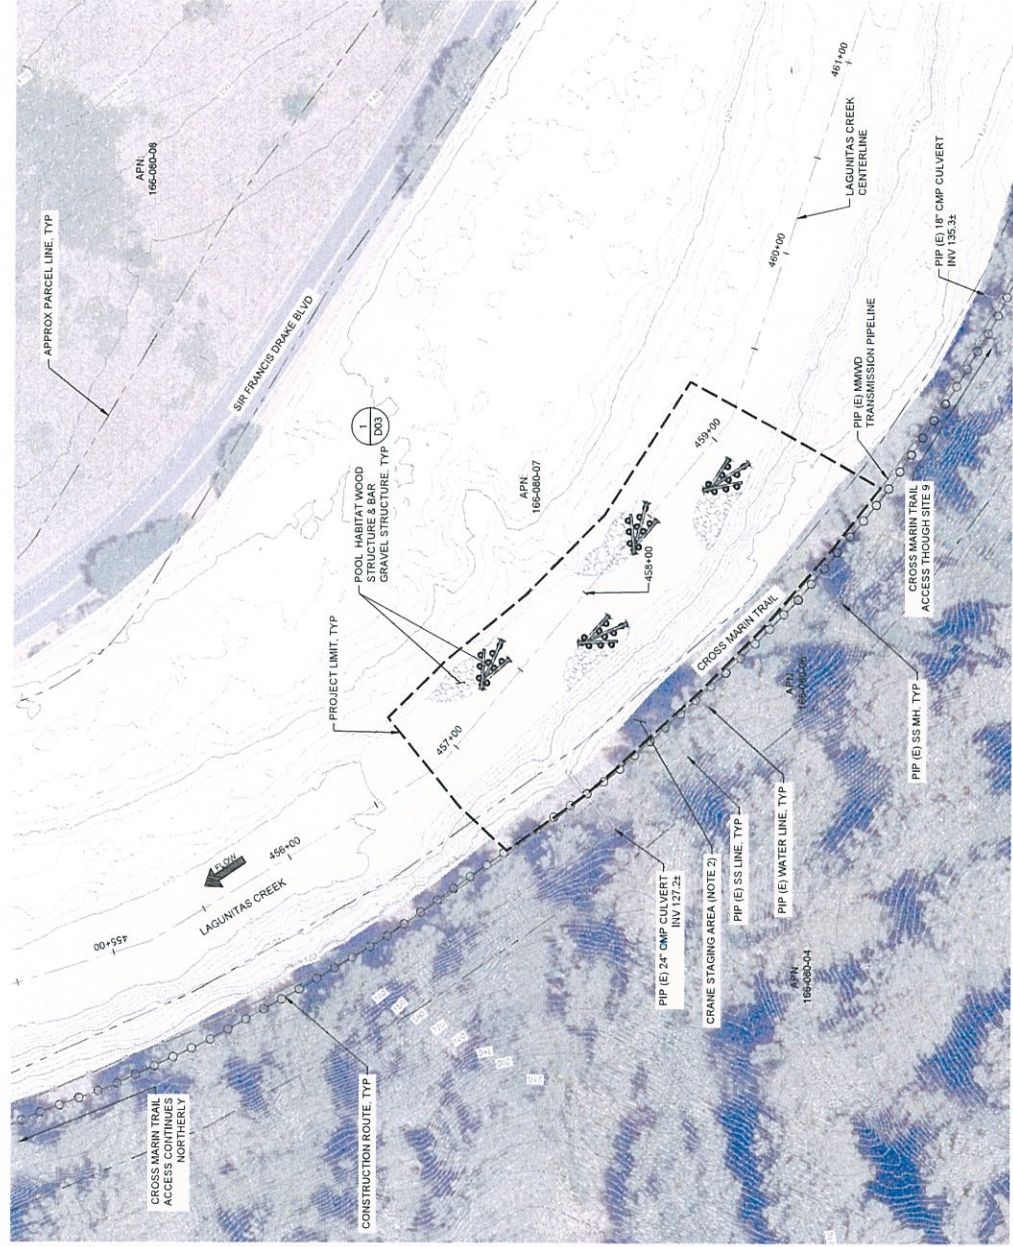 APPROX PARCEL LINE, TYP
APN:
166-080-08
SIR FRANCIS DRAKE BLVD
1
D03
POOL HABITAT WOOD
STRUCTURE & BAR
GRAVEL STRUCTURE, TYP
APN:
166-080-07
PROJECT LIMIT, TYP
461+00
LAGUNITAS CREEK
CENTERLINE
460+00
PIP (E) 18" CMP CULVERT
INV 135.3±
459+00
458+00
457+00
456+00
455+00
FLOW
LAGUNITAS CREEK
CROSS MARIN TRAIL
PIP (E) MMWD
TRANSMISSION PIPELINE
CROSS MARIN TRAIL
ACCESS THOUGH SITE 9
PIP (E) SS MH, TYP
APN:
PIP (E) WATER LINE, TYP
PIP (E) SS LINE, TYP
CRANE STAGING AREA (NOTE 2)
PIP (E) 24" CMP CULVERT
INV 127.2±
APN:
166-080-04
CONSTRUCTION ROUTE, TYP
CROSS MARIN TRAIL
ACCESS CONTINUES
NORTHERLY